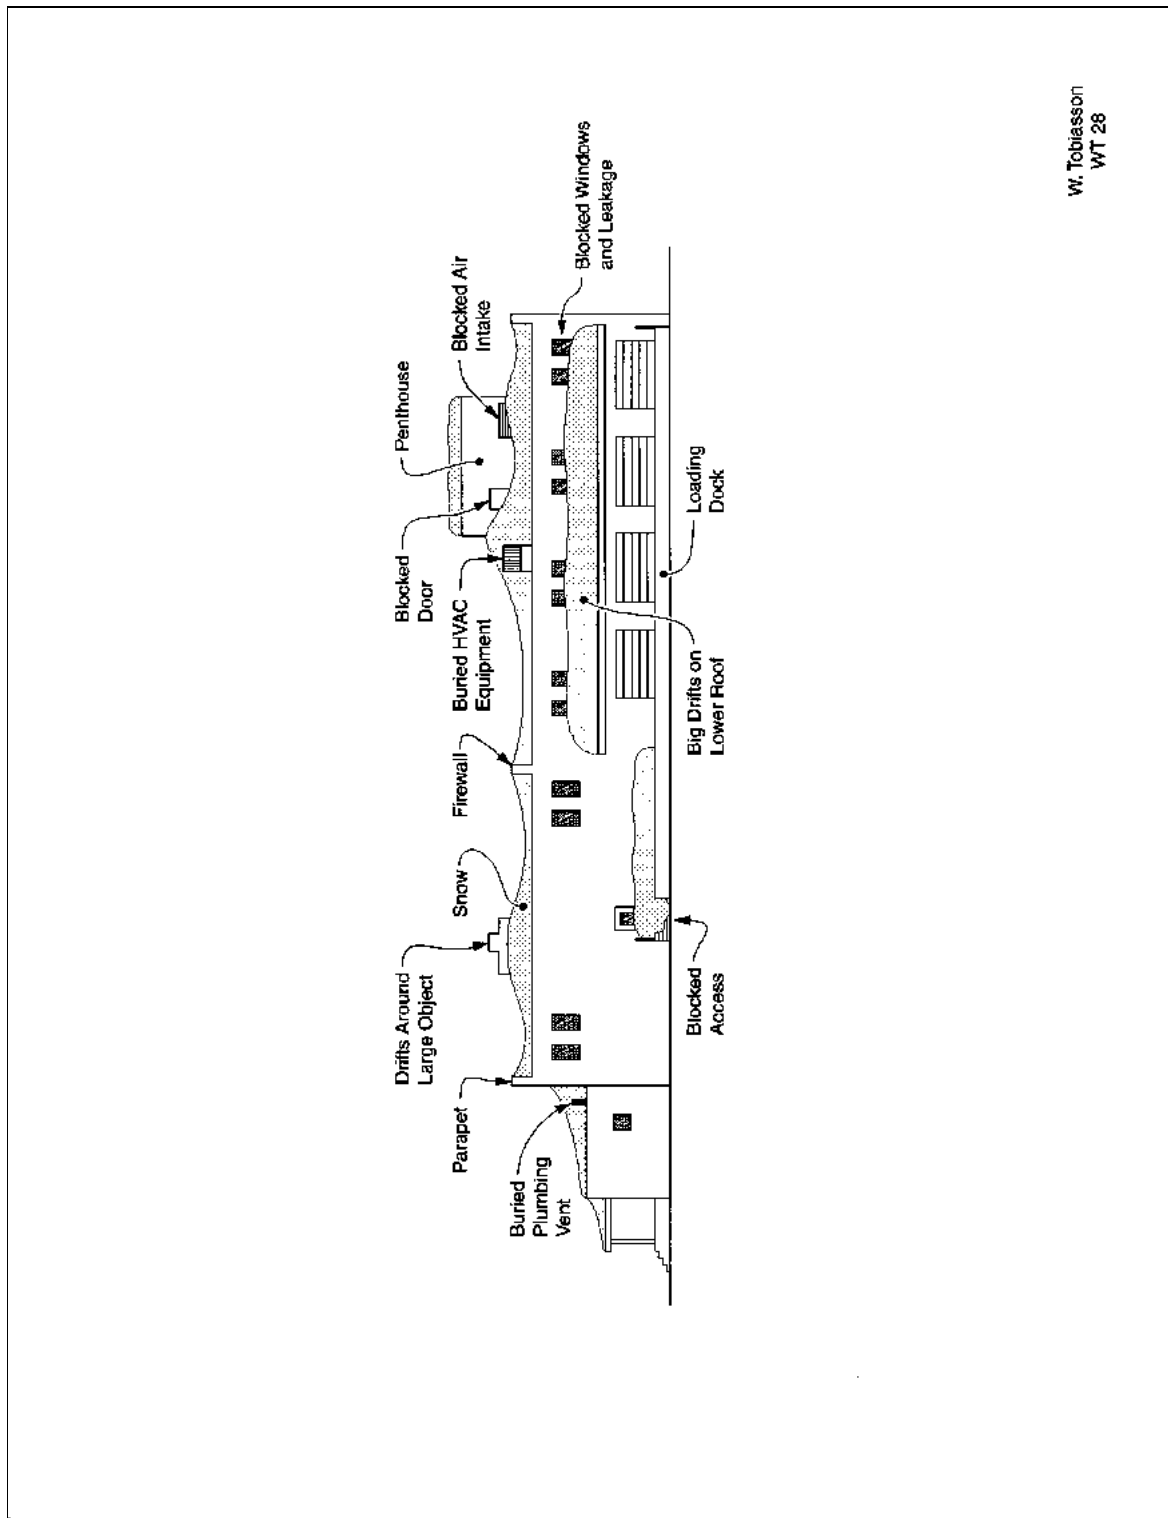 W. Tobiasson
WT 28
Drifts Around
Large Object
Blocked
Door
Penthouse
Parapet
Snow
Firewall
Buried HVAC
Equipment
Blocked Air
Intake
Buried
Plumbing
Vent
Blocked Windows
and Leakage
Blocked
Access
Big Drifts on
Lower Roof
Loading
Dock